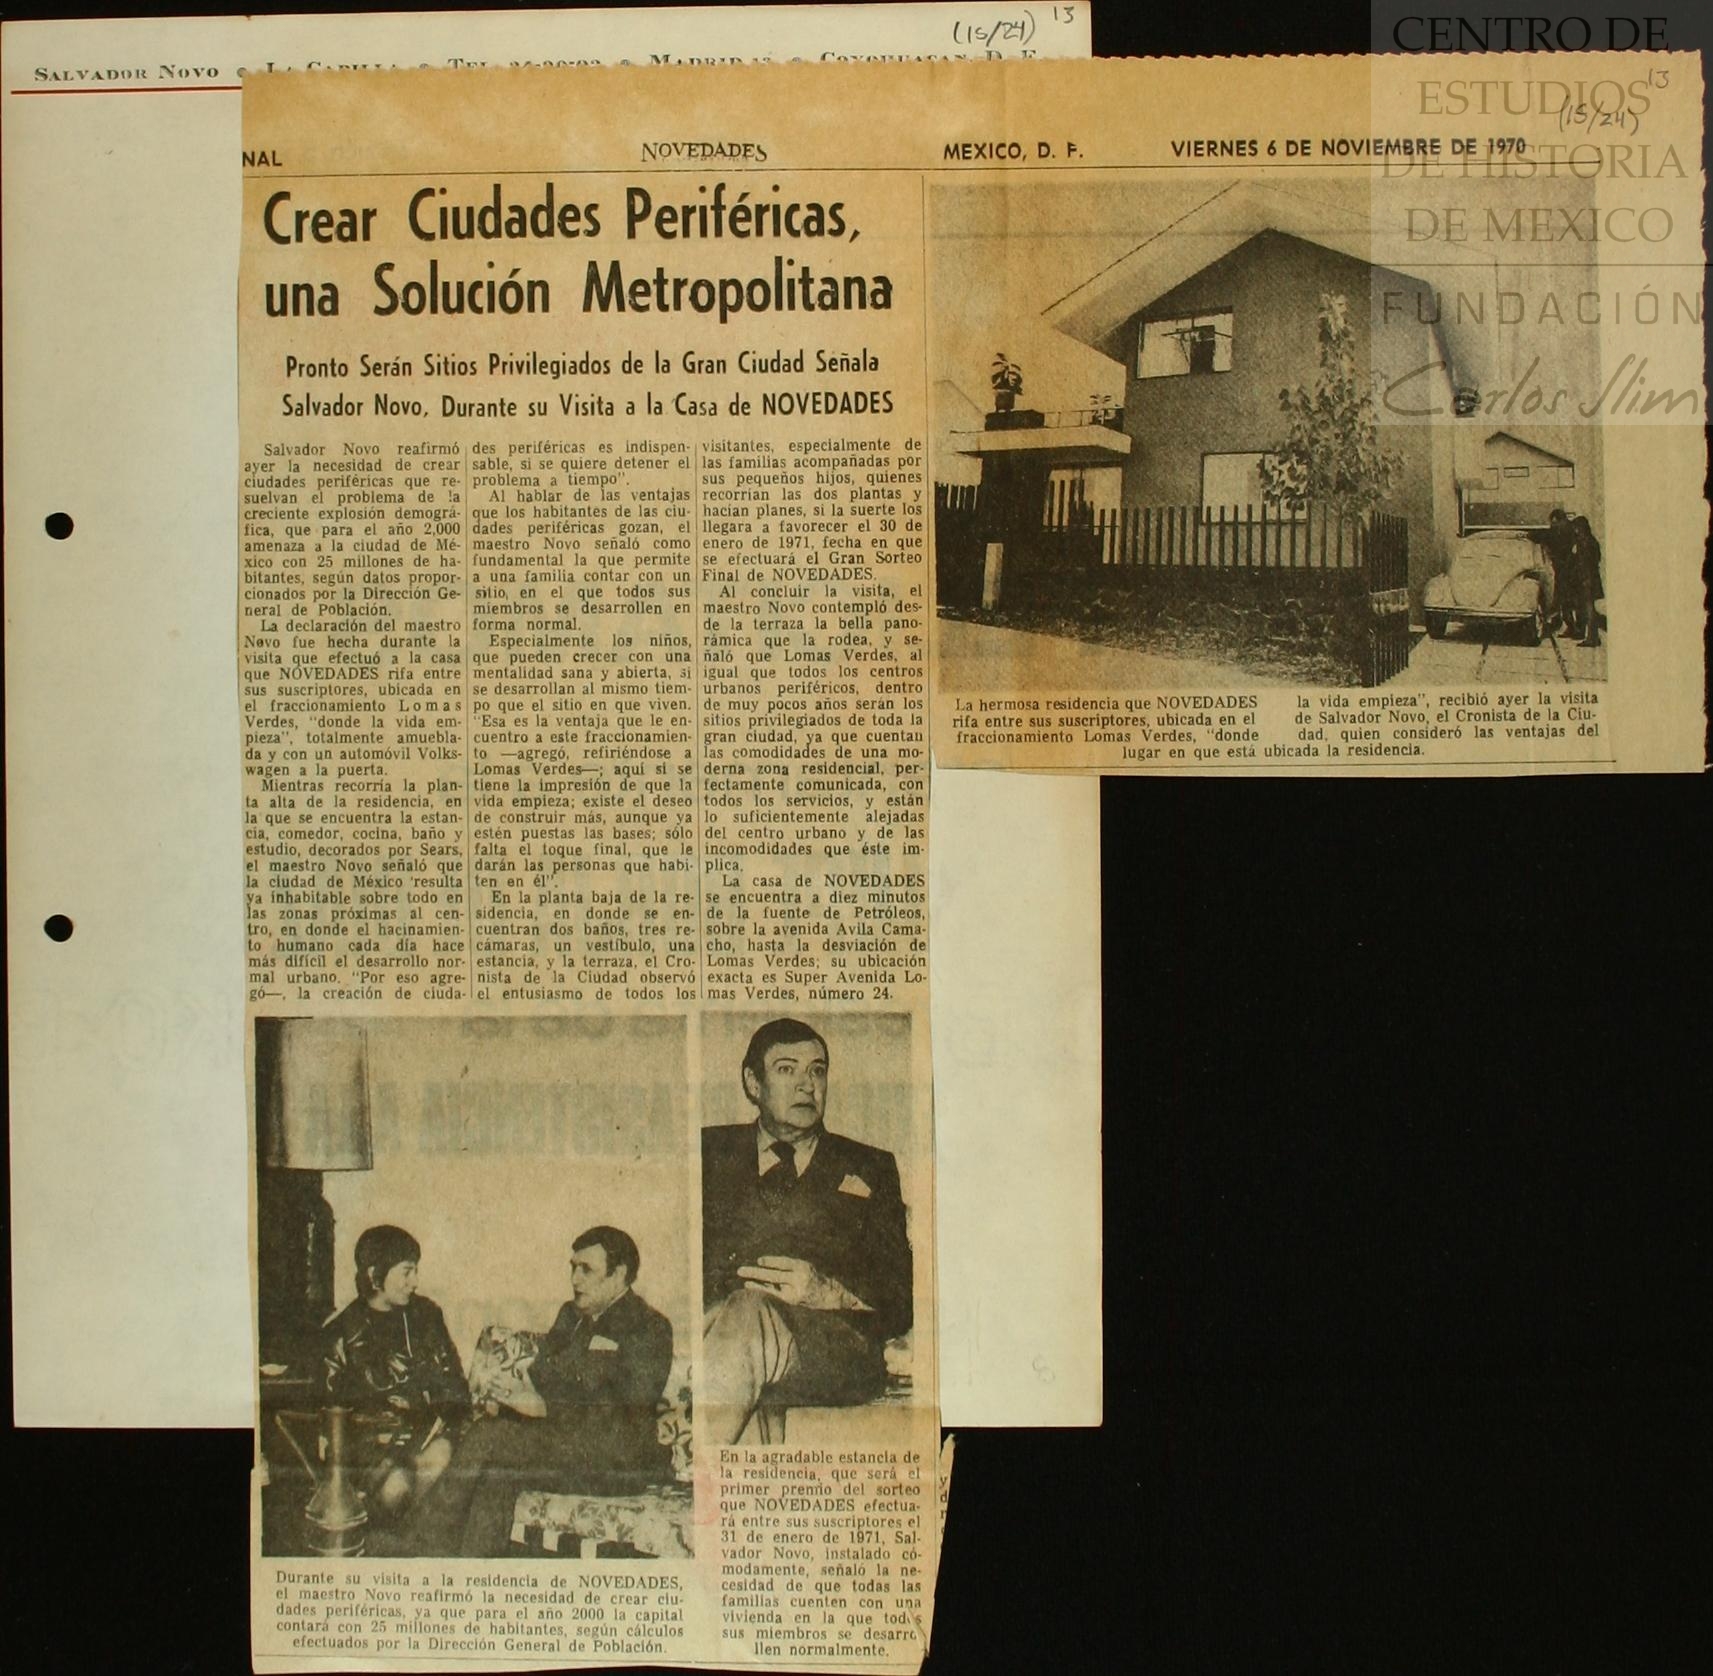 (15/24) 13
SALVADOR NOVO • LA CAPILLA • TEL. 24-20-03 • MADRID 13 • COYOHUACAN, D. F.
CENTRO DE
ESTUDIOS
DE HISTORIA
DE MEXICO
FUNDACIÓN
Carlos Slim
13
(15/24)
NAL NOVEDADES MEXICO, D. F. VIERNES 6 DE NOVIEMBRE DE 1970
Crear Ciudades Periféricas,
una Solución Metropolitana
Pronto Serán Sitios Privilegiados de la Gran Ciudad Señala
Salvador Novo, Durante su Visita a la Casa de NOVEDADES
Salvador Novo reafirmó
ayer la necesidad de crear
ciudades periféricas que re-
suelvan el problema de la
creciente explosión demográ-
fica, que para el año 2,000
amenaza a la ciudad de Mé-
xico con 25 millones de ha-
bitantes, según datos propor-
cionados por la Dirección Ge-
neral de Población.
La declaración del maestro
Novo fue hecha durante la
visita que efectuó a la casa
que NOVEDADES rifa entre
sus suscriptores, ubicada en
el fraccionamiento Lomas
Verdes, "donde la vida em-
pieza", totalmente amuebla-
da y con un automóvil Volks-
wagen a la puerta.
Mientras recorría la plan-
ta alta de la residencia, en
la que se encuentra la estan-
cia, comedor, cocina, baño y
estudio, decorados por Sears,
el maestro Novo señaló que
la ciudad de México 'resulta
ya inhabitable sobre todo en
las zonas próximas al cen-
tro, en donde el hacinamien-
to humano cada día hace
más difícil el desarrollo nor-
mal urbano. "Por eso agre-
gó—, la creación de ciuda-
des periféricas es indispen-
sable, si se quiere detener el
problema a tiempo".
Al hablar de las ventajas
que los habitantes de las ciu-
dades periféricas gozan, el
maestro Novo señaló como
fundamental la que permite
a una familia contar con un
sitio, en el que todos sus
miembros se desarrollen en
forma normal.
Especialmente los niños,
que pueden crecer con una
mentalidad sana y abierta, si
se desarrollan al mismo tiem-
po que el sitio en que viven.
"Esa es la ventaja que le en-
cuentro a este fraccionamien-
to —agregó, refiriéndose a
Lomas Verdes—; aquí si se
tiene la impresión de que la
vida empieza; existe el deseo
de construir más, aunque ya
estén puestas las bases; sólo
falta el toque final, que le
darán las personas que habi-
ten en él".
En la planta baja de la re-
sidencia, en donde se en-
cuentran dos baños, tres re-
cámaras, un vestíbulo, una
estancia, y la terraza, el Cro-
nista de la Ciudad observó
el entusiasmo de todos los
visitantes, especialmente de
las familias acompañadas por
sus pequeños hijos, quienes
recorrían las dos plantas y
hacían planes, si la suerte los
llegara a favorecer el 30 de
enero de 1971, fecha en que
se efectuará el Gran Sorteo
Final de NOVEDADES.
Al concluir la visita, el
maestro Novo contempló des-
de la terraza la bella pano-
rámica que la rodea, y se-
ñaló que Lomas Verdes, al
igual que todos los centros
urbanos periféricos, dentro
de muy pocos años serán los
sitios privilegiados de toda la
gran ciudad, ya que cuentan
las comodidades de una mo-
derna zona residencial, per-
fectamente comunicada, con
todos los servicios, y están
lo suficientemente alejadas
del centro urbano y de las
incomodidades que éste im-
plica.
La casa de NOVEDADES
se encuentra a diez minutos
de la fuente de Petróleos,
sobre la avenida Avila Cama-
cho, hasta la desviación de
Lomas Verdes; su ubicación
exacta es Super Avenida Lo-
mas Verdes, número 24.
La hermosa residencia que NOVEDADES
rifa entre sus suscriptores, ubicada en el
fraccionamiento Lomas Verdes, "donde
la vida empieza", recibió ayer la visita
de Salvador Novo, el Cronista de la Ciu-
dad, quien consideró las ventajas del
lugar en que está ubicada la residencia.
Durante su visita a la residencia de NOVEDADES,
el maestro Novo reafirmó la necesidad de crear ciu-
dades periféricas, ya que para el año 2000 la capital
contará con 25 millones de habitantes, según cálculos
efectuados por la Dirección General de Población.
En la agradable estancia de
la residencia, que será el
primer premio del sorteo
que NOVEDADES efectua-
rá entre sus suscriptores el
31 de enero de 1971, Sal-
vador Novo, instalado có-
modamente, señaló la ne-
cesidad de que todas las
familias cuenten con una
vivienda en la que todos
sus miembros se desarro
llen normalmente.